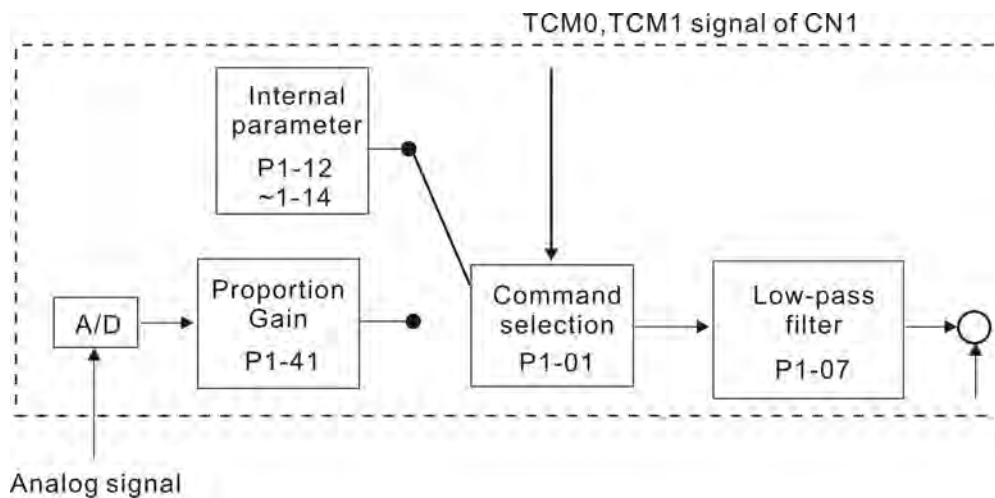 TCM0,TCM1 signal of CN1
Internal
parameter
P1-12
~1-14
A/D
Proportion
Gain
P1-41
Command
selection
P1-01
Low-pass
filter
P1-07
Analog signal